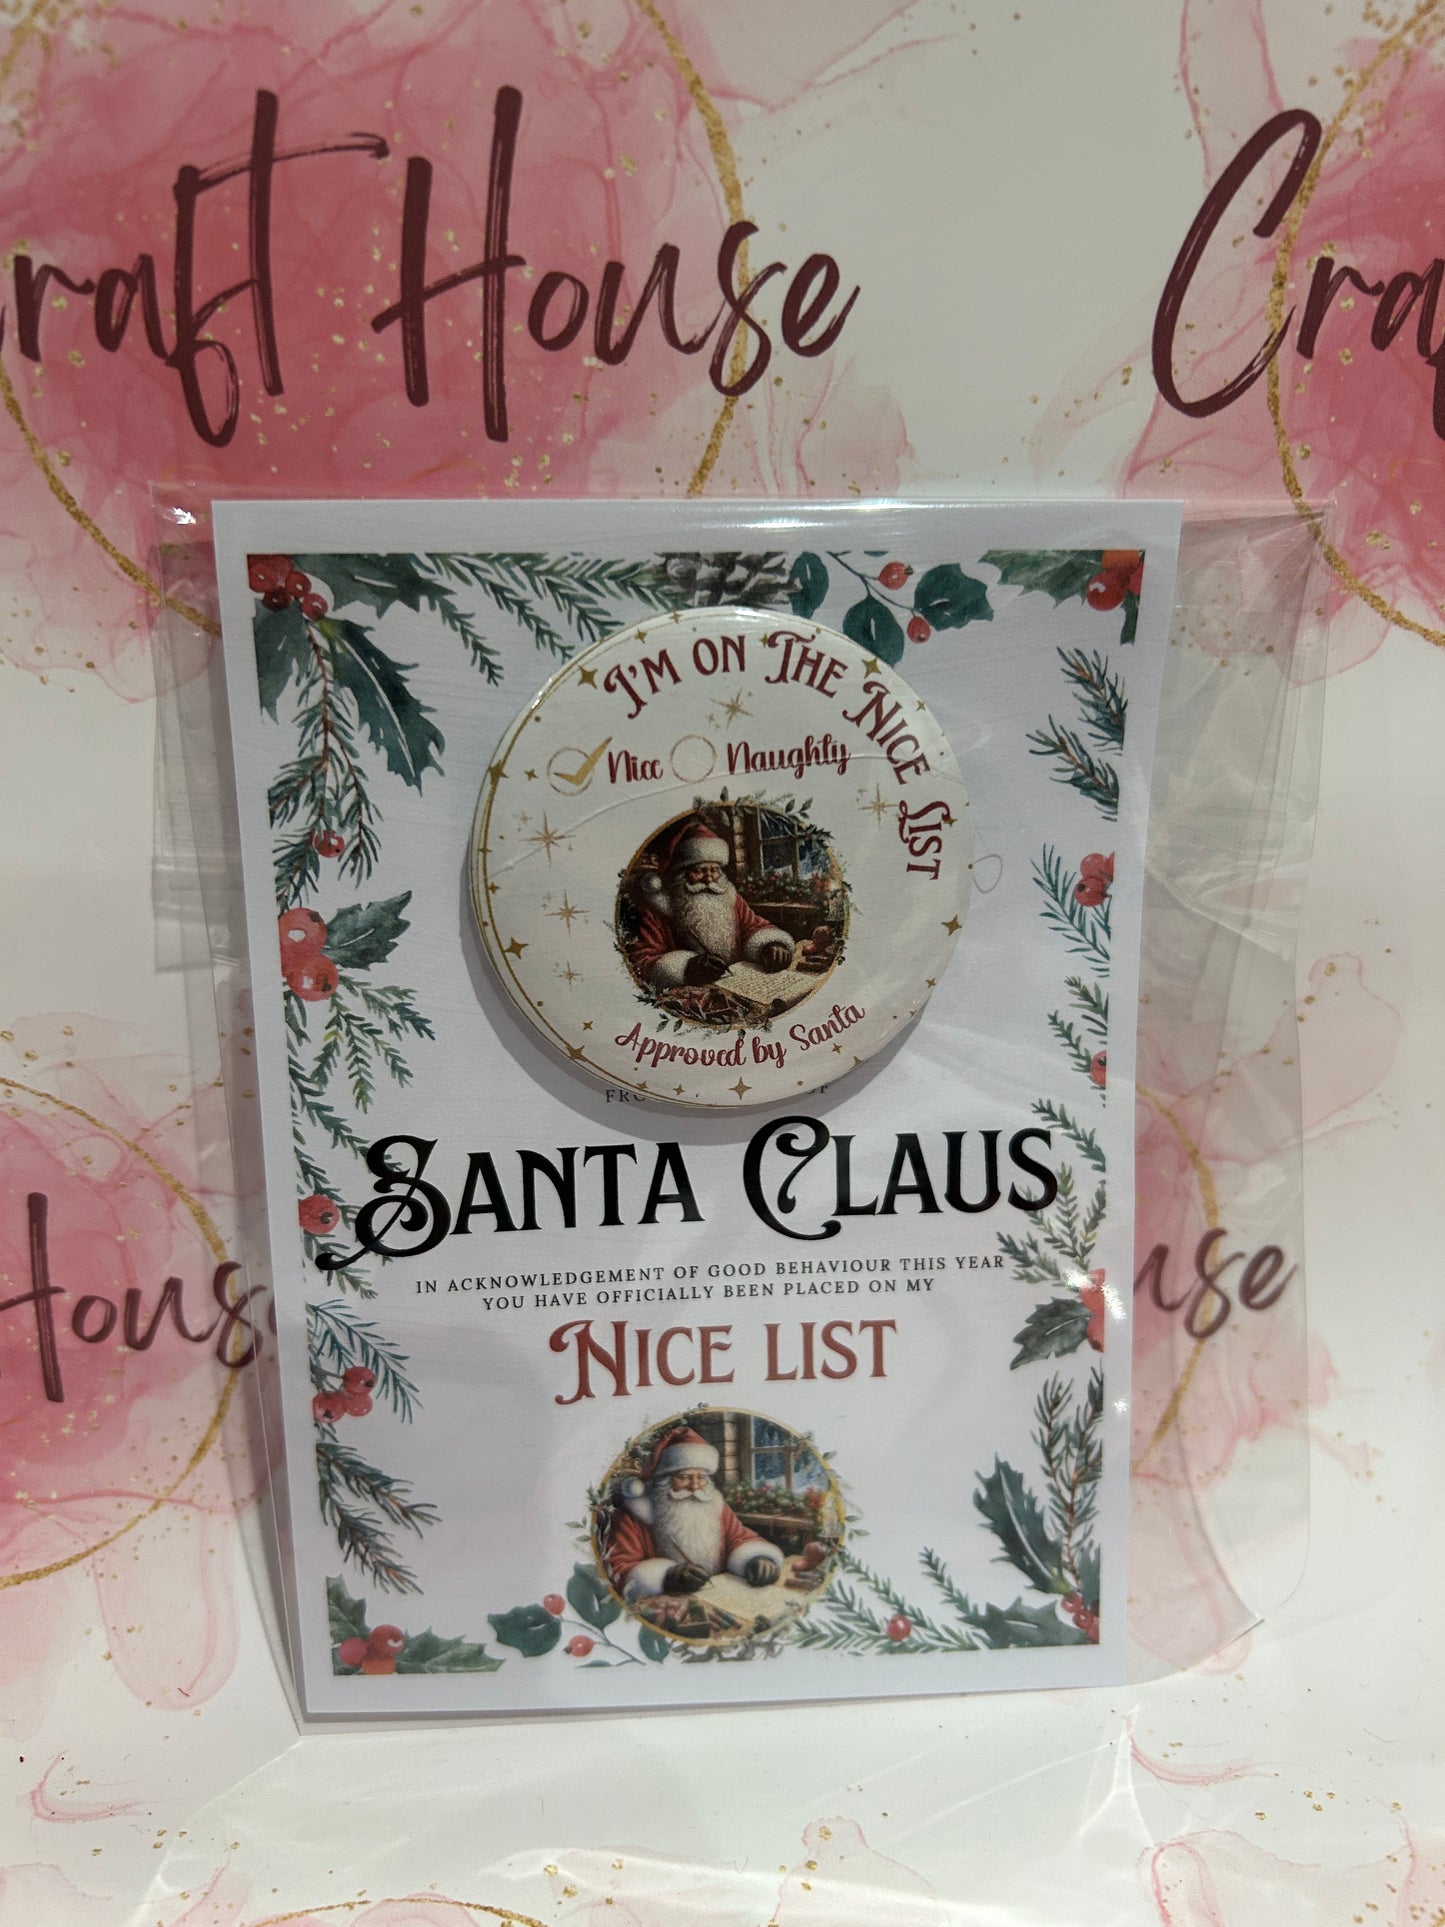 Craft House
I'M ON THE NICE LIST
Nice Naughty
Approved by Santa
SANTA CLAUS
IN ACKNOWLEDGEMENT OF GOOD BEHAVIOUR THIS YEAR
YOU HAVE OFFICIALLY BEEN PLACED ON MY
NICE LIST
House